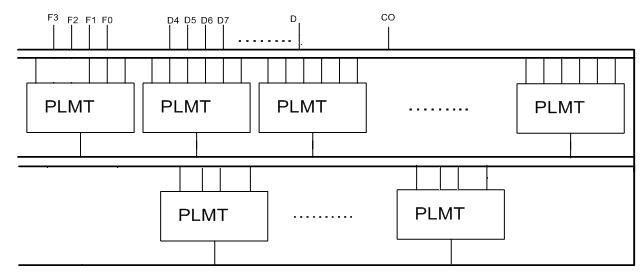 F3 F2 F1 F0 D4 D5 D6 D7 ......... D CO
PLMT PLMT PLMT ......... PLMT
PLMT .......... PLMT